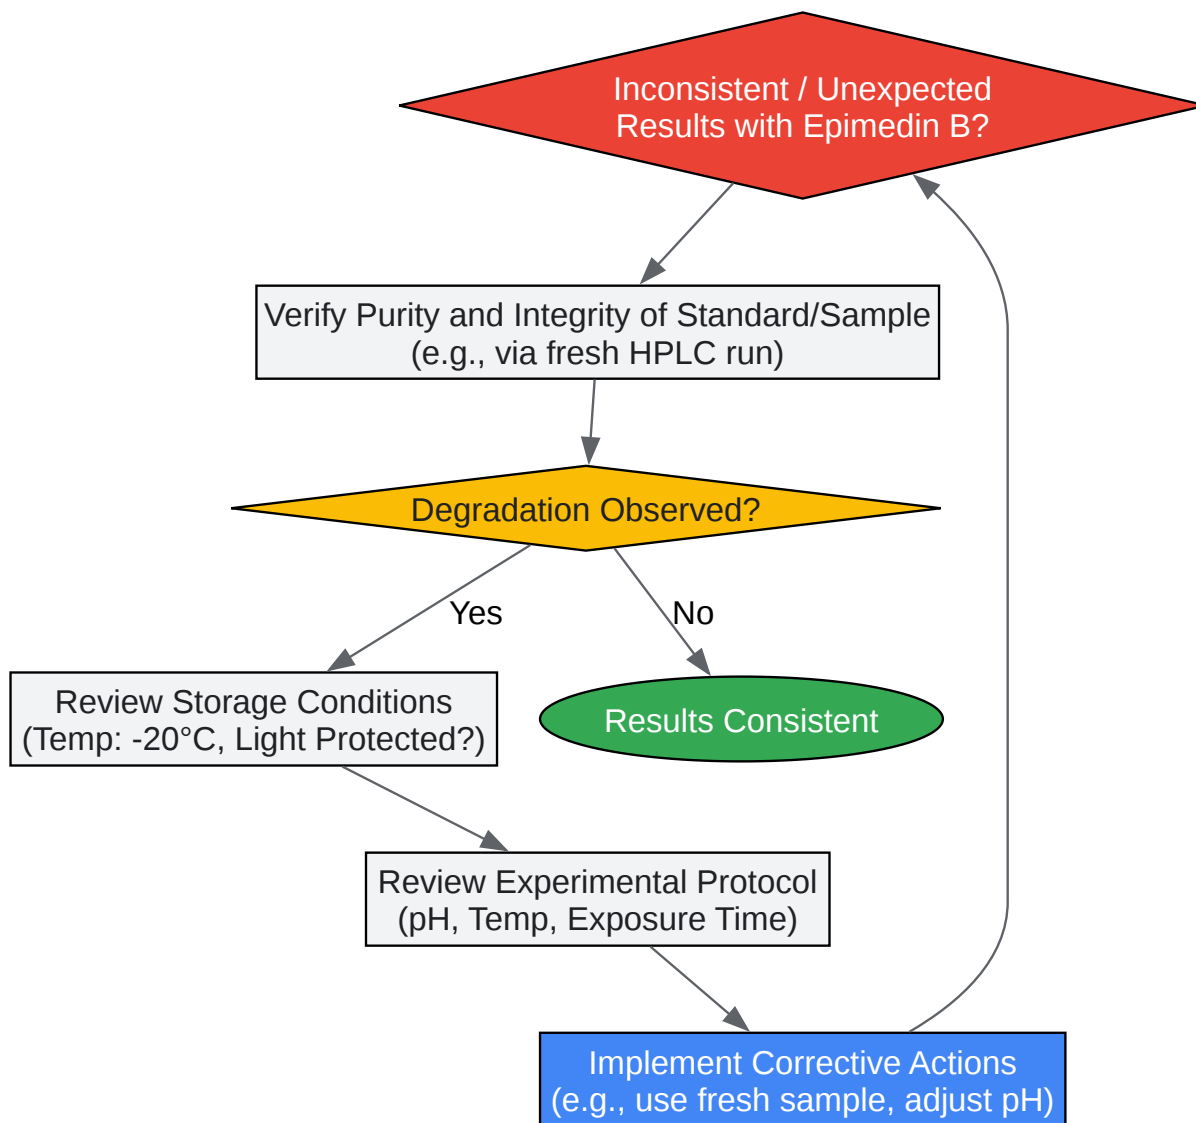 Inconsistent / Unexpected
Results with Epimedin B?
Verify Purity and Integrity of Standard/Sample
(e.g., via fresh HPLC run)
Degradation Observed?
Yes
No
Review Storage Conditions
(Temp: -20°C, Light Protected?)
Results Consistent
Review Experimental Protocol
(pH, Temp, Exposure Time)
Implement Corrective Actions
(e.g., use fresh sample, adjust pH)